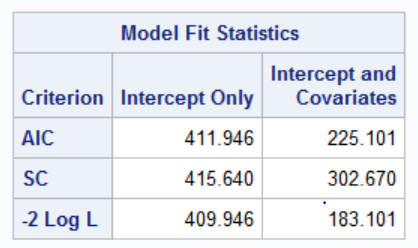 Model Fit Statistics
Criterion Intercept Only Intercept and Covariates
AIC 411.946 225.101
SC 415.640 302.670
-2 Log L 409.946 183.101